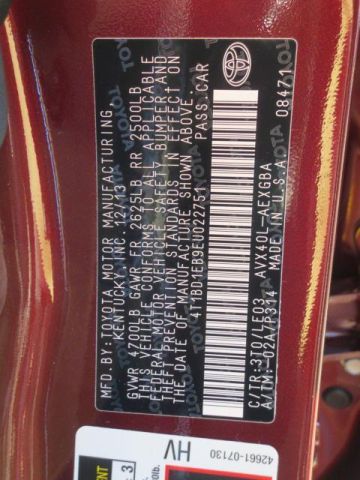 MFD.BY:TOYOTA MOTOR MANUFACTURING,
KENTUCKY, INC. 12/13
GVWR 4700LB GAWR FR 2625LB RR 2500LB
THIS VEHICLE CONFORMS TO ALL APPLICABLE
FEDERAL MOTOR VEHICLE SAFETY, BUMPER, AND
THEFT PREVENTION STANDARDS IN EFFECT ON
THE DATE OF MANUFACTURE SHOWN ABOVE.
4T1BD1EB9EU022751 PASS.CAR
C/TR:3T0/LE03 AVX40L-AEXGBA
A/TM:-02A/P314 MADE IN U.S.A 08471
TOYOTA
42661-07130
HV